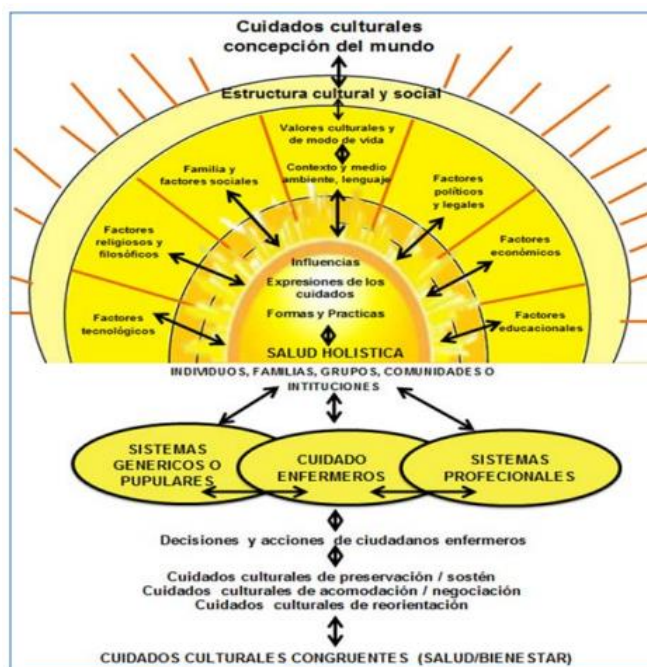 Cuidados culturales
concepción del mundo
Estructura cultural y social
Valores culturales y
de modo de vida
Familia y
factores sociales
Contexto y medio
ambiente, lenguaje
Factores
políticos
y legales
Factores
religiosos y
filosóficos
Factores
económicos
Factores
tecnológicos
Factores
educacionales
Influencias
Expresiones de los
cuidados
Formas y Practicas
SALUD HOLISTICA
INDIVIDUOS, FAMILIAS, GRUPOS, COMUNIDADES O
INTITUCIONES
SISTEMAS
GENERICOS O
PUPULARES
CUIDADO
ENFERMEROS
SISTEMAS
PROFECIONALES
Decisiones y acciones de ciudadanos enfermeros
Cuidados culturales de preservación / sostén
Cuidados culturales de acomodación / negociación
Cuidados culturales de reorientación
CUIDADOS CULTURALES CONGRUENTES (SALUD/BIENESTAR)